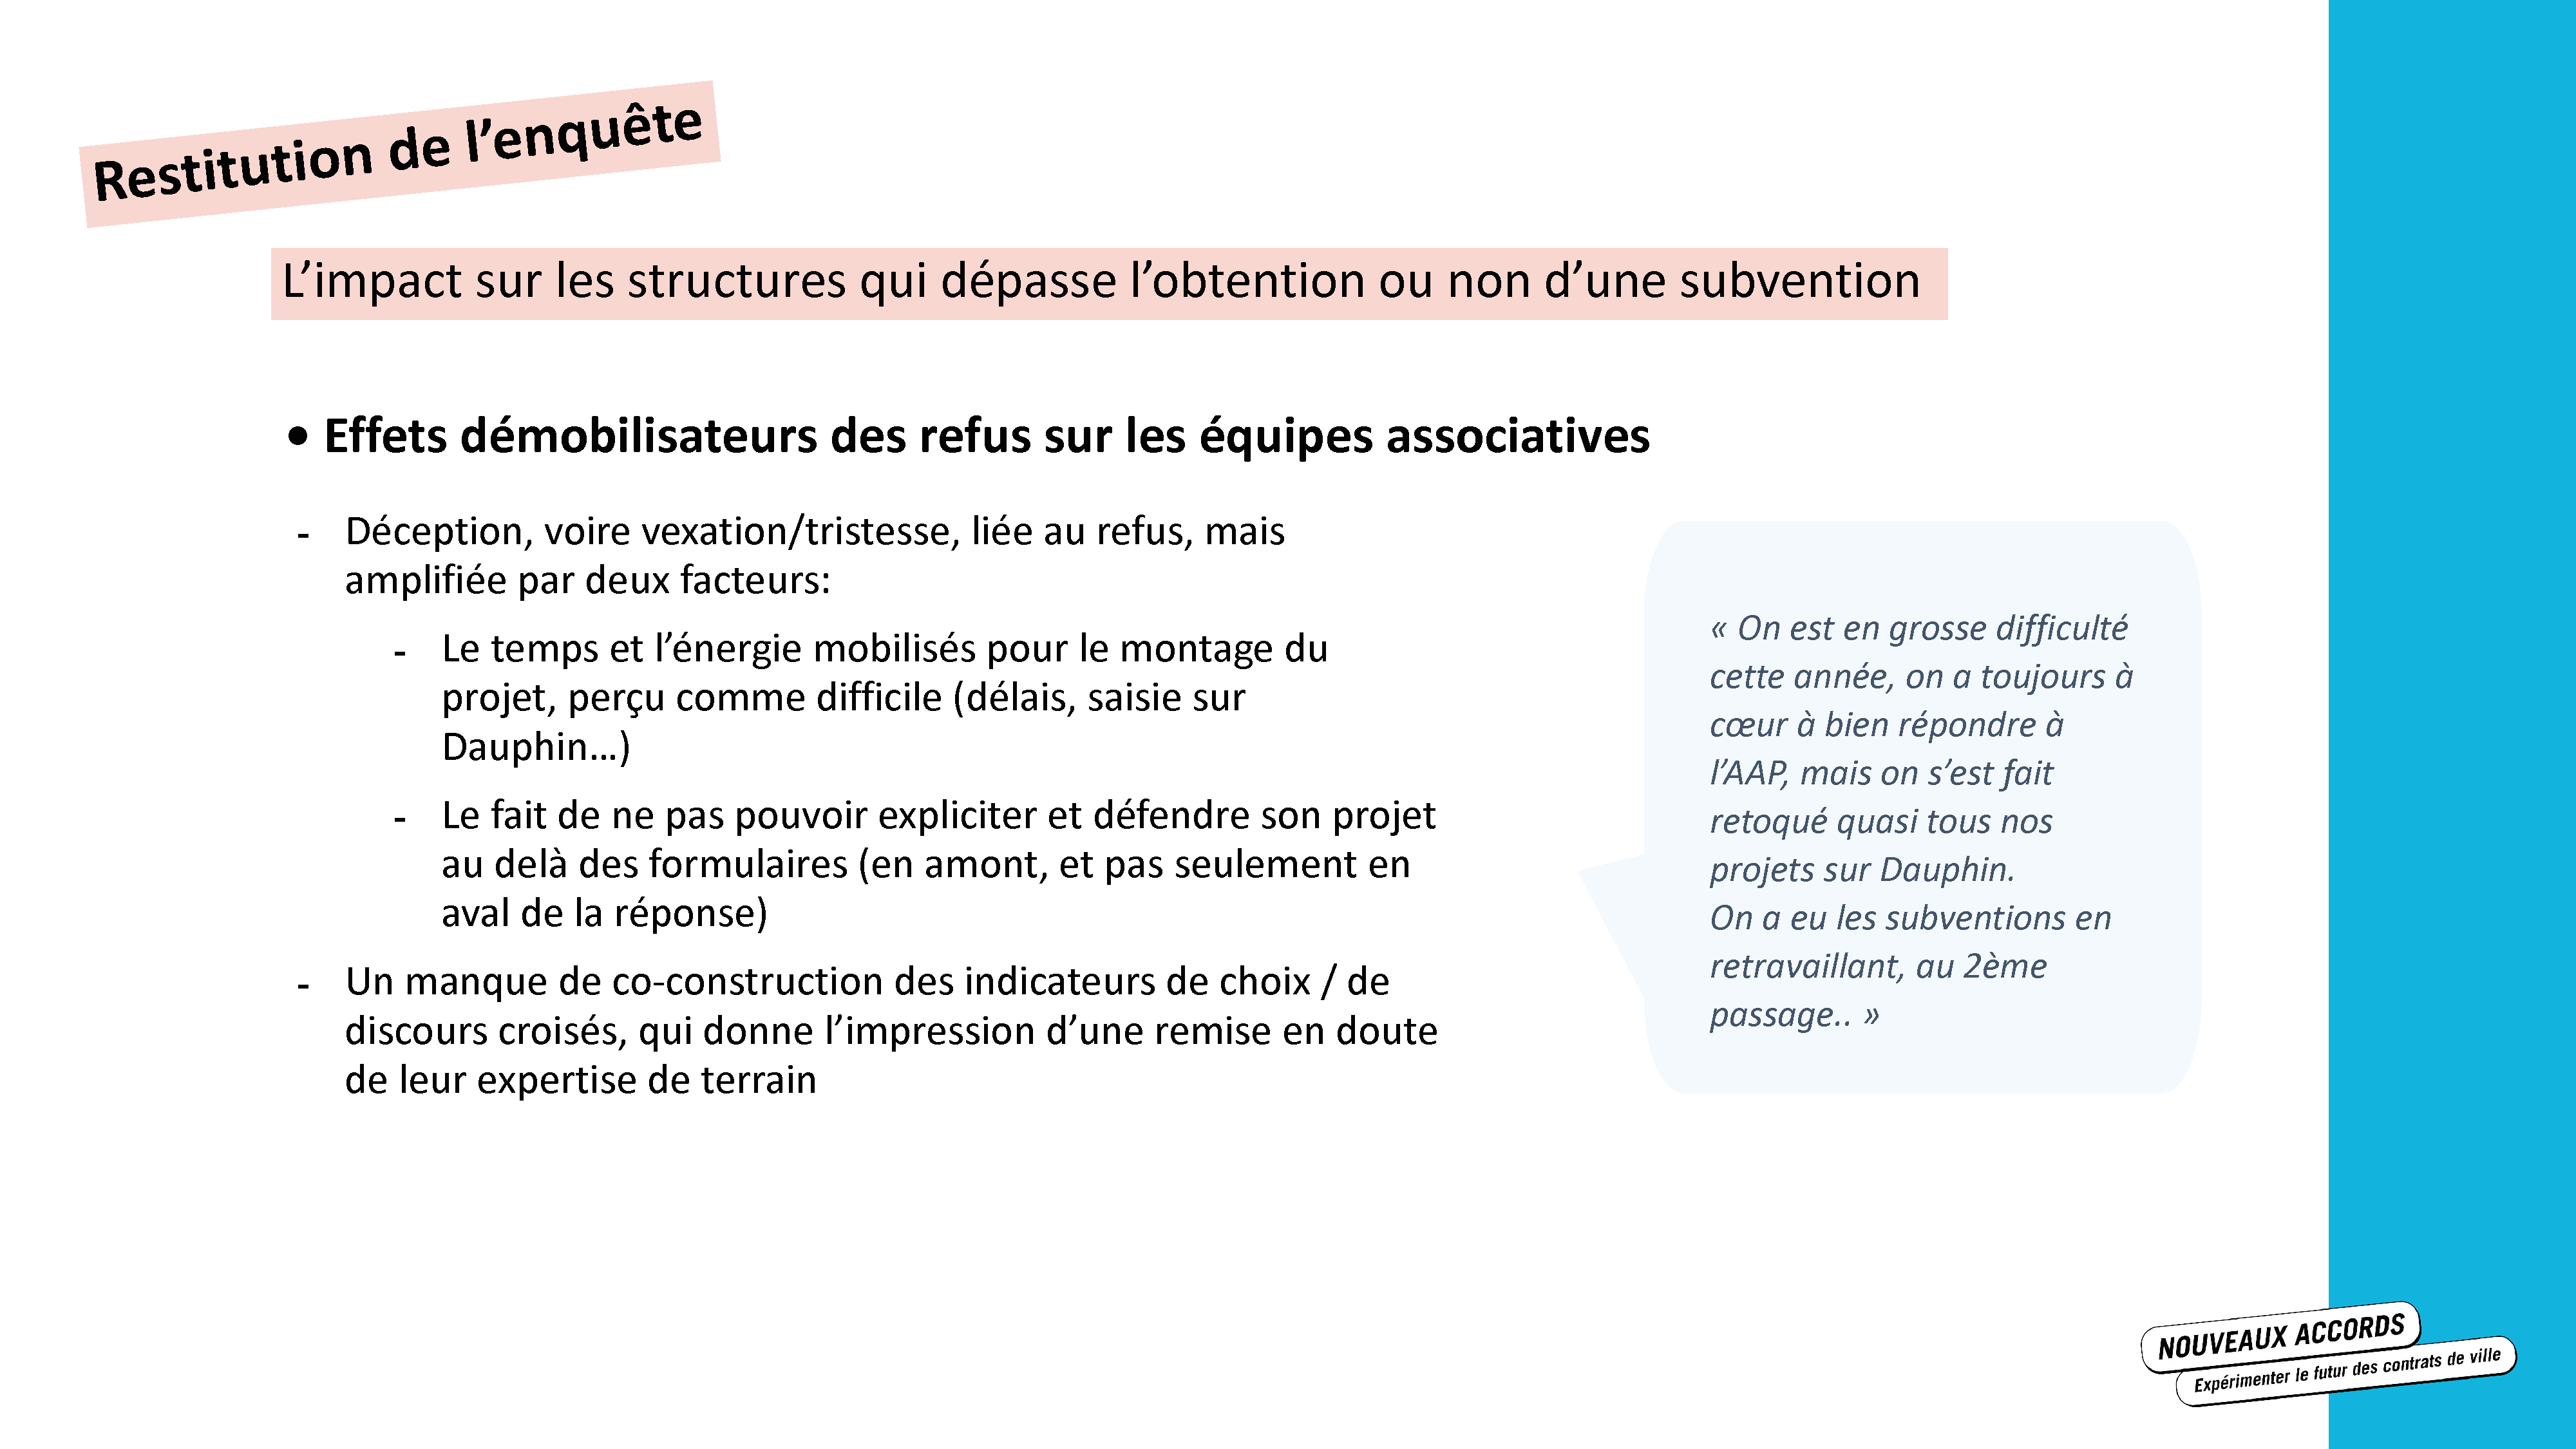 Restitution de l’enquête
L’impact sur les structures qui dépasse l’obtention ou non d’une subvention
• Effets démobilisateurs des refus sur les équipes associatives
- Déception, voire vexation/tristesse, liée au refus, mais
amplifiée par deux facteurs:
- Le temps et l’énergie mobilisés pour le montage du
projet, perçu comme difficile (délais, saisie sur
Dauphin…)
- Le fait de ne pas pouvoir expliciter et défendre son projet
au delà des formulaires (en amont, et pas seulement en
aval de la réponse)
- Un manque de co-construction des indicateurs de choix / de
discours croisés, qui donne l’impression d’une remise en doute
de leur expertise de terrain
« On est en grosse difficulté
cette année, on a toujours à
cœur à bien répondre à
l’AAP, mais on s’est fait
retoqué quasi tous nos
projets sur Dauphin.
On a eu les subventions en
retravaillant, au 2ème
passage.. »
NOUVEAUX ACCORDS
Expérimenter le futur des contrats de ville